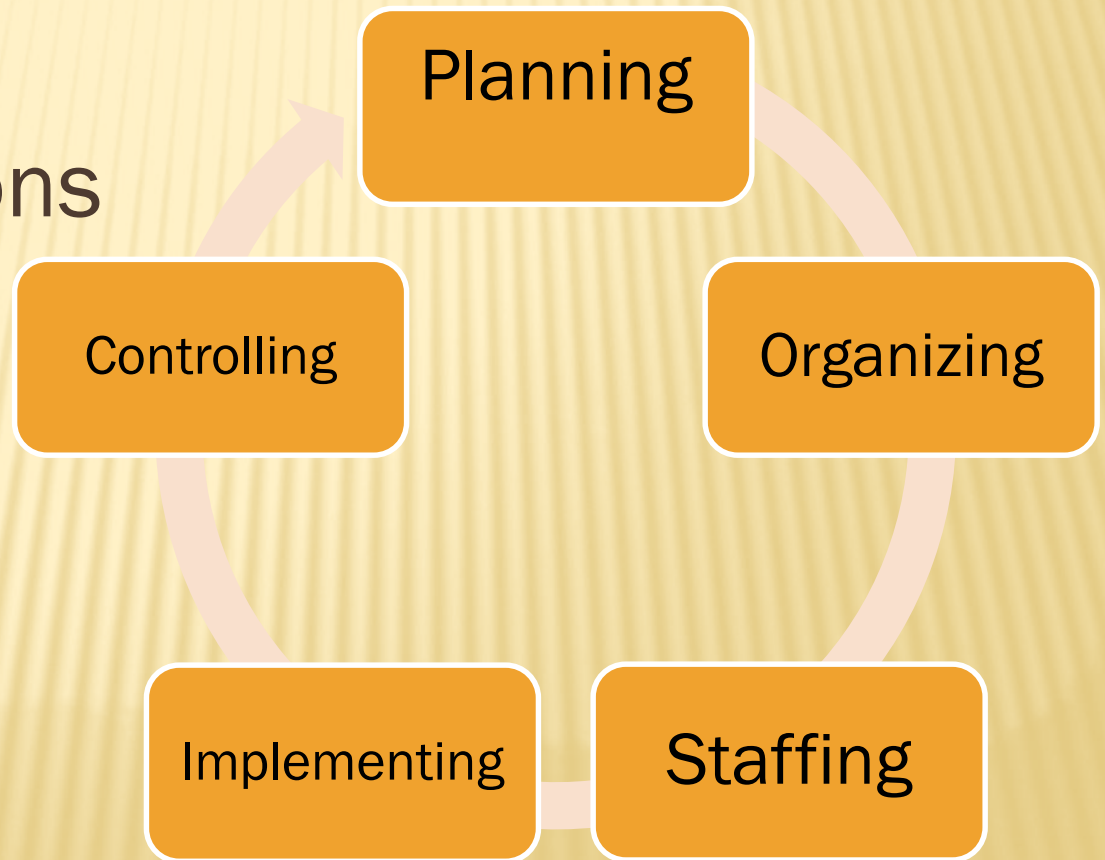 Planning
ons
Controlling
Organizing
Implementing
Staffing